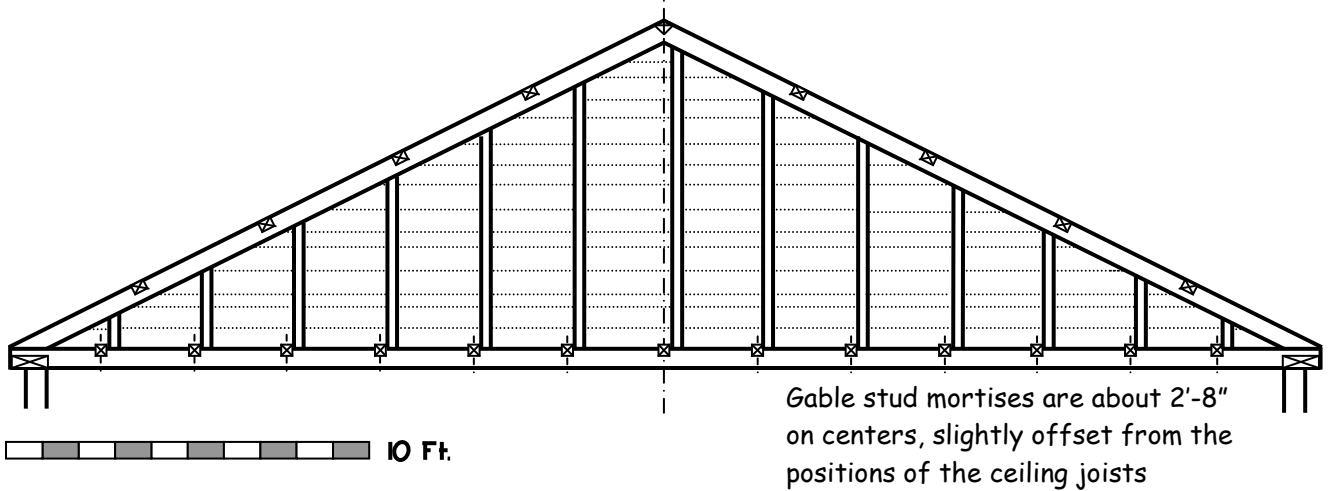 Gable stud mortises are about 2'-8"
on centers, slightly offset from the
positions of the ceiling joists
10 Ft.